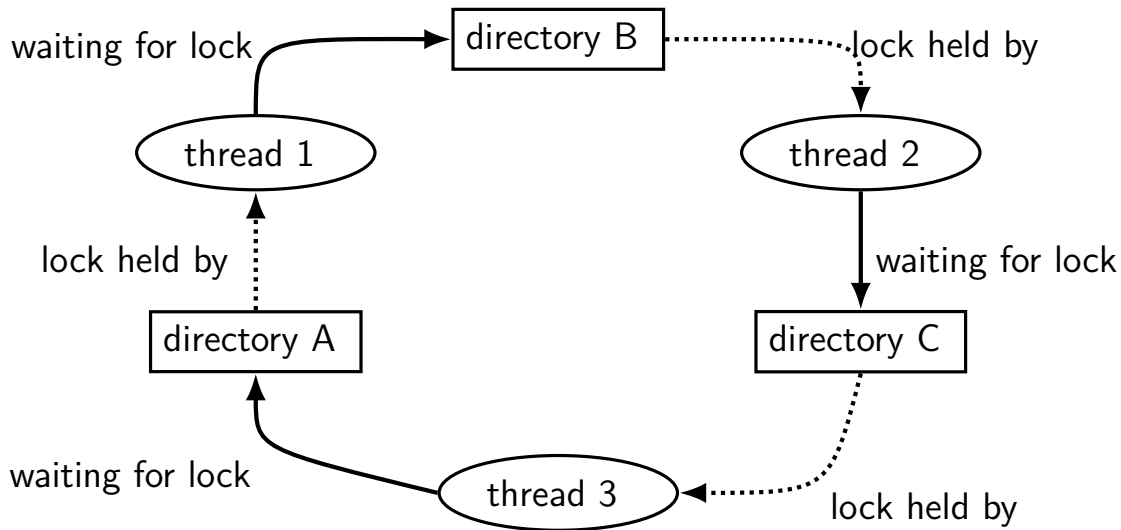 directory B
waiting for lock
lock held by
thread 1
thread 2
lock held by
waiting for lock
directory A
directory C
waiting for lock
thread 3
lock held by